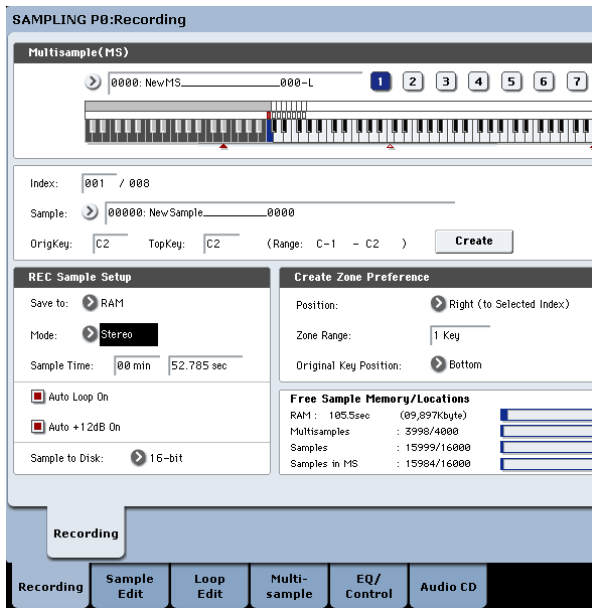 SAMPLING P0:Recording
Multisample(MS)
0000: NewMS________________000-L
1 2 3 4 5 6 7
Index: 001 / 008
Sample: 00000: NewSample____________0000
OrigKey: C2 TopKey: C2 (Range: C-1 - C2 ) Create
REC Sample Setup
Save to: RAM
Mode: Stereo
Sample Time: 00 min 52.785 sec
Auto Loop On
Auto +12dB On
Sample to Disk: 16-bit
Create Zone Preference
Position: Right (to Selected Index)
Zone Range: 1 Key
Original Key Position: Bottom
Free Sample Memory/Locations
RAM : 105.5sec (09,897Kbyte)
Multisamples : 3998/4000
Samples : 15999/16000
Samples in MS : 15984/16000
Recording
Recording Sample Edit Loop Edit Multi-sample EQ/Control Audio CD